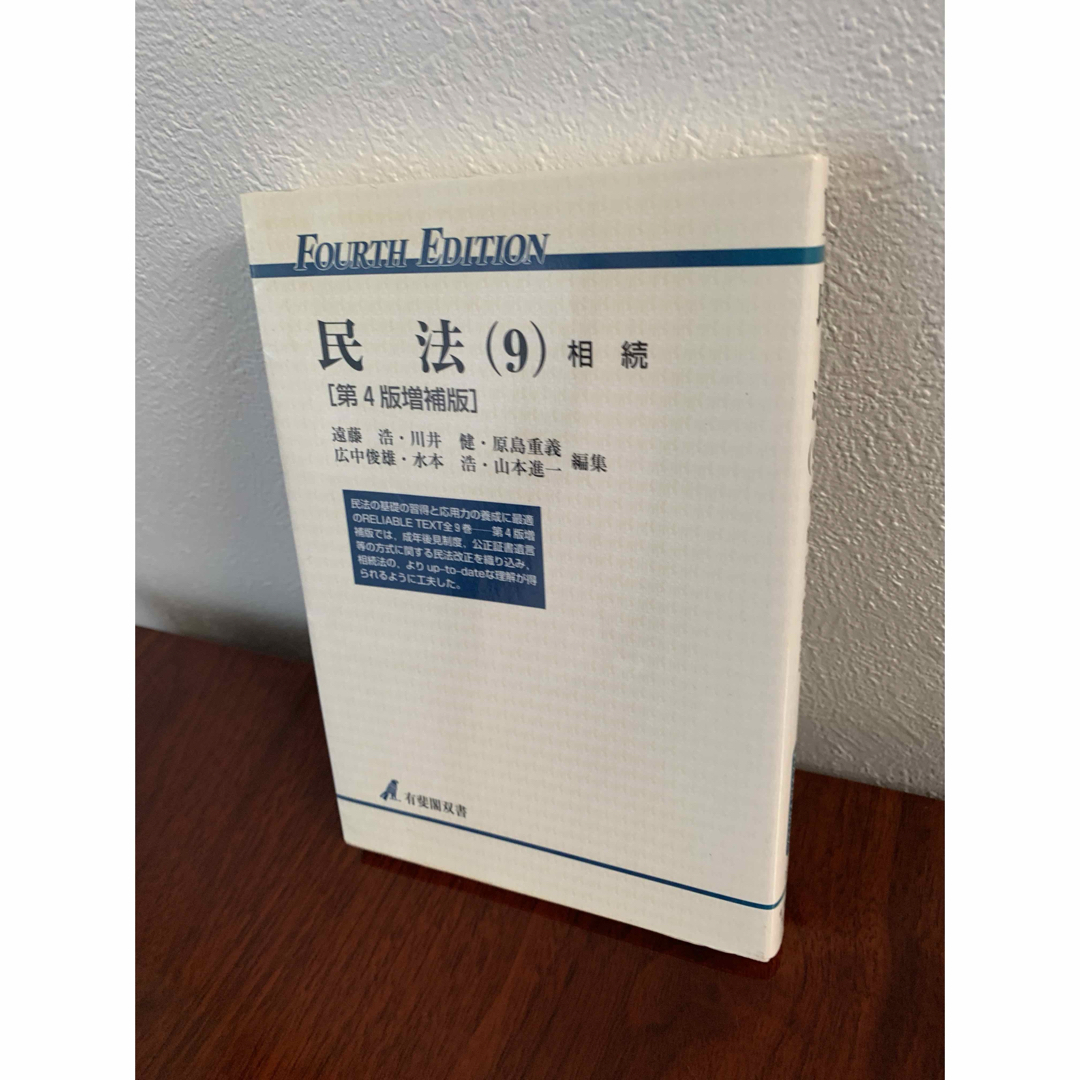 FOURTH EDITION
民 法 (9) 相 続
[第4版増補版]
遠藤 浩・川井 健・原島重義
広中俊雄・水本 浩・山本進一 編集
民法の基礎の習得と応用力の養成に最適
のRELIABLE TEXT全9巻――第4版増
補版では、成年後見制度，公正証書遺言
等の方式に関する民法改正を織り込み，
相続法の，よりup-to-dateな理解が得
られるように工夫した。
有斐閣双書